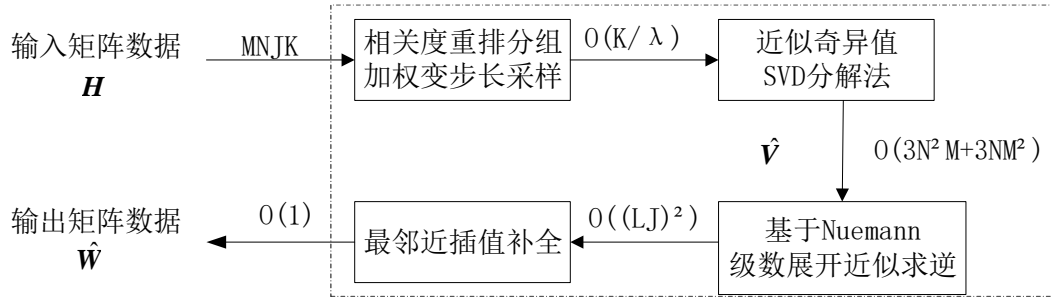 输入矩阵数据
H
MNJK
相关度重排分组
加权变步长采样
O(K/λ)
近似奇异值
SVD分解法
V̂
O(3N²M+3NM²)
输出矩阵数据
Ŵ
O(1)
最邻近插值补全
O((LJ)²)
基于Nuemann
级数展开近似求逆